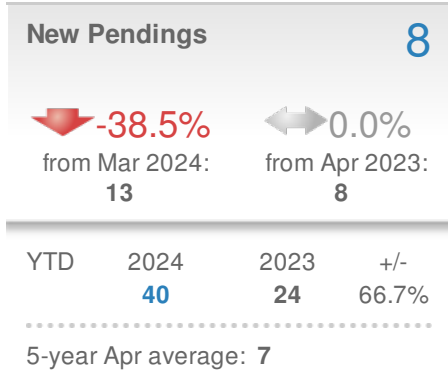 New Pendings 8
-38.5% 0.0%
from Mar 2024: from Apr 2023:
13 8
YTD 2024 2023 +/-
40 24 66.7%
5-year Apr average: 7